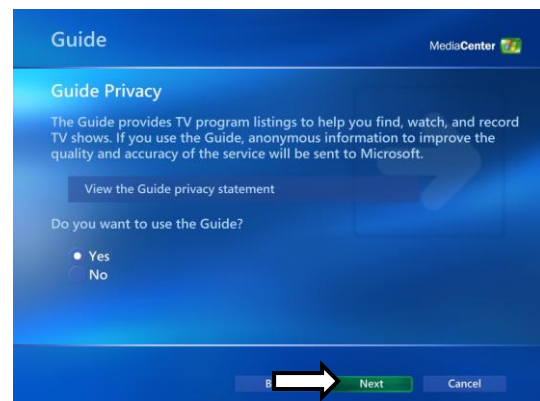 Guide
MediaCenter
Guide Privacy
The Guide provides TV program listings to help you find, watch, and record
TV shows. If you use the Guide, anonymous information to improve the
quality and accuracy of the service will be sent to Microsoft.
View the Guide privacy statement
Do you want to use the Guide?
Yes
No
Next Cancel